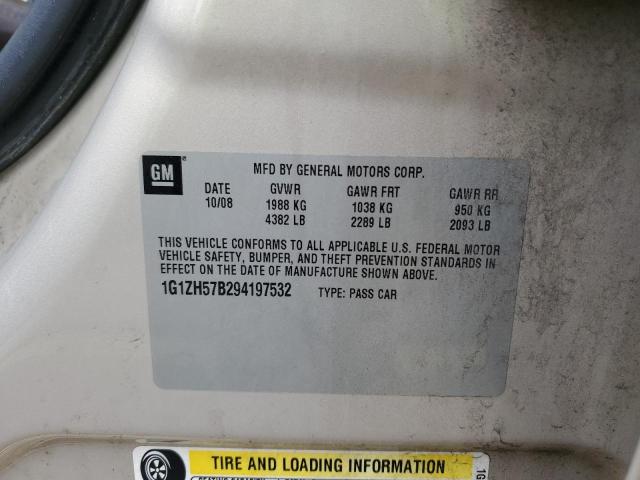 GM
MFD BY GENERAL MOTORS CORP.
DATE GVWR GAWR FRT GAWR RR
10/08 1988 KG 1038 KG 950 KG
4382 LB 2289 LB 2093 LB
THIS VEHICLE CONFORMS TO ALL APPLICABLE U.S. FEDERAL MOTOR
VEHICLE SAFETY, BUMPER, AND THEFT PREVENTION STANDARDS IN
EFFECT ON THE DATE OF MANUFACTURE SHOWN ABOVE.
1G1ZH57B294197532 TYPE: PASS CAR
TIRE AND LOADING INFORMATION